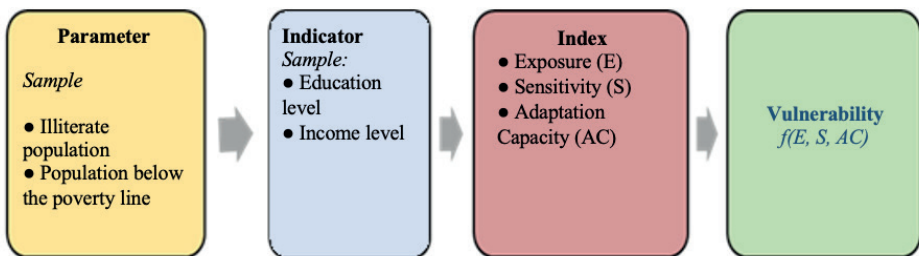 Parameter
Sample
● Illiterate
population
● Population below
the poverty line
Indicator
Sample:
● Education
level
● Income level
Index
● Exposure (E)
● Sensitivity (S)
● Adaptation
Capacity (AC)
Vulnerability
f(E, S, AC)